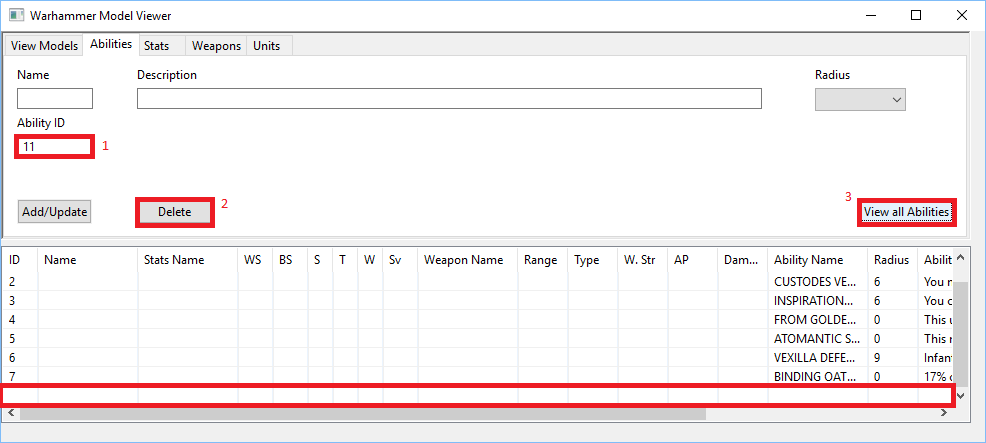 Warhammer Model Viewer
View Models Abilities Stats Weapons Units
Name Description Radius
Ability ID
11 1
Add/Update Delete 2 3 View all Abilities
ID Name Stats Name WS BS S T W Sv Weapon Name Range Type W. Str AP Dam... Ability Name Radius Abilit
2 CUSTODES VE... 6 You n
3 INSPIRATION... 6 You c
4 FROM GOLDE... 0 This u
5 ATOMANTIC S... 0 This r
6 VEXILLA DEFE... 9 Infant
7 BINDING OAT... 0 17% c